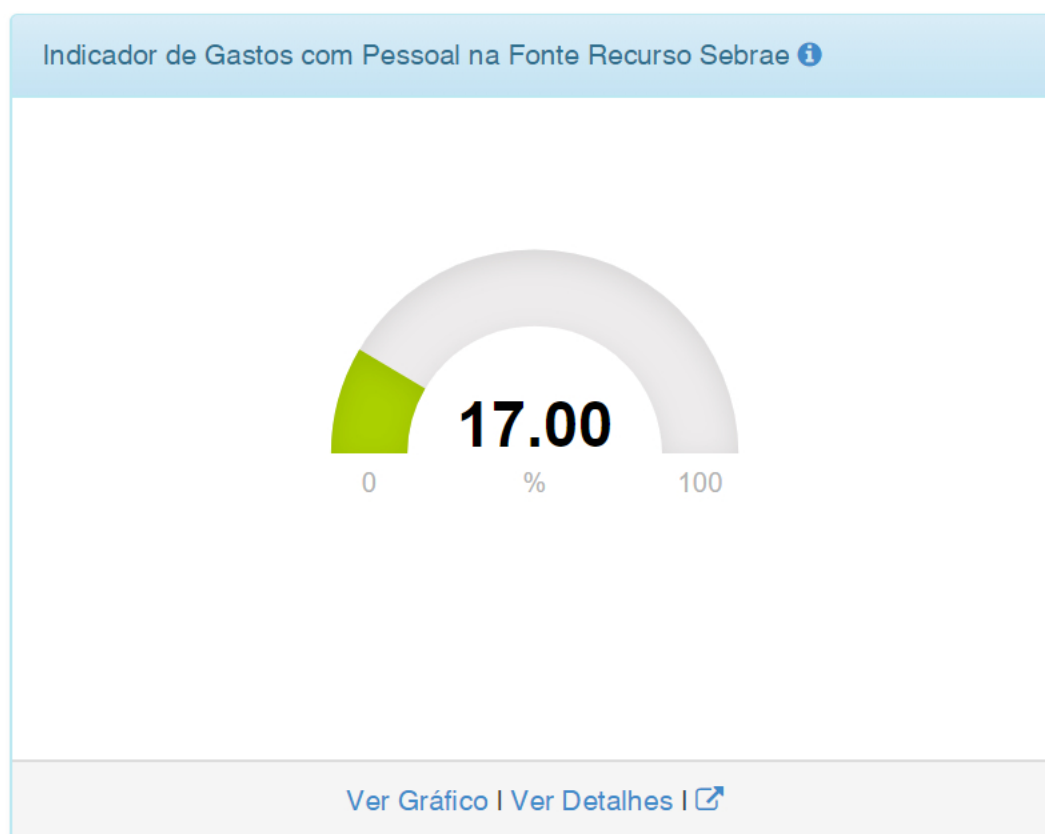 Indicador de Gastos com Pessoal na Fonte Recurso Sebrae
17.00
0 % 100
Ver Gráfico | Ver Detalhes |